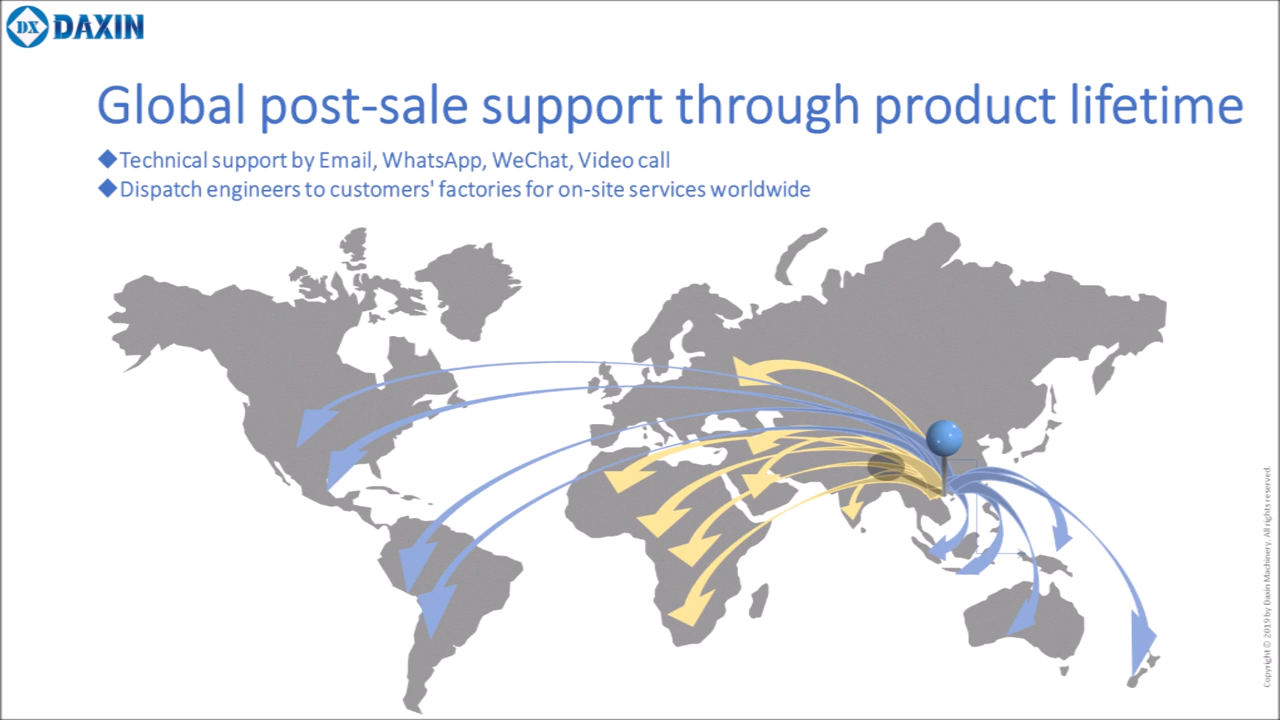 DX DAXIN
Global post-sale support through product lifetime
◆Technical support by Email, WhatsApp, WeChat, Video call
◆Dispatch engineers to customers' factories for on-site services worldwide
Copyright © 2019 by Daxin Machinery. All rights reserved.